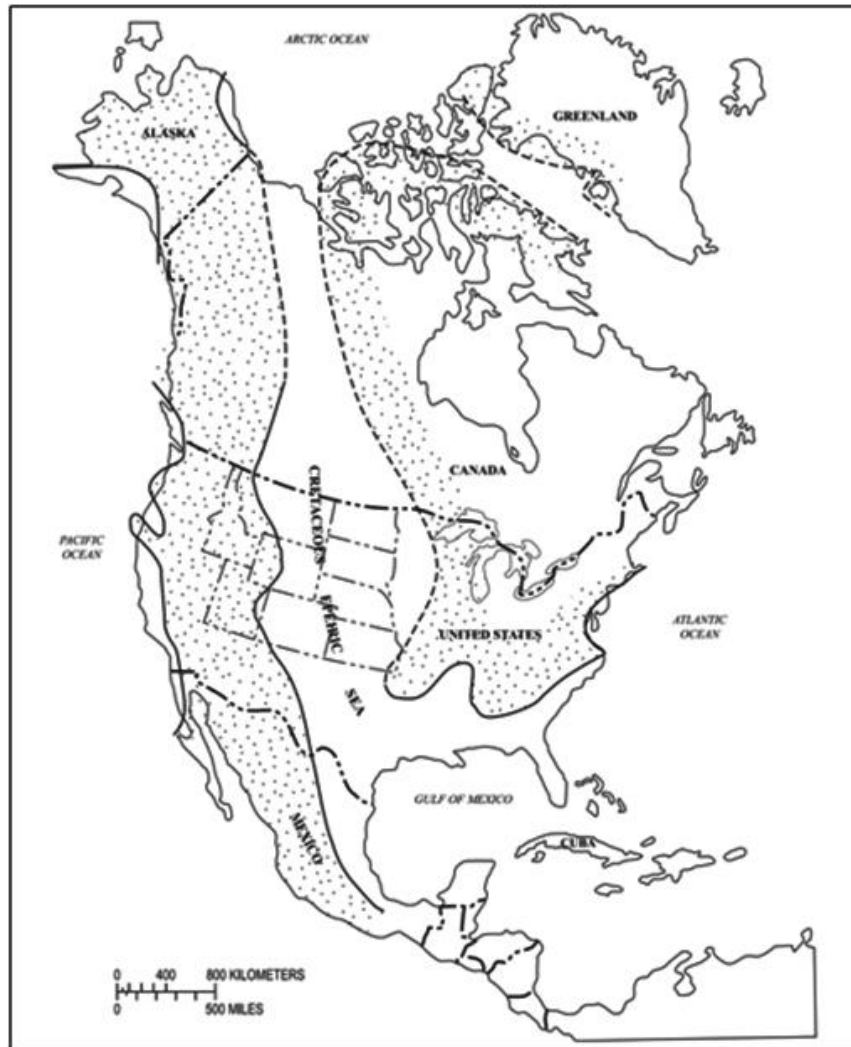 ARCTIC OCEAN
GREENLAND
ALASKA
CANADA
CRETACEOUS
PACIFIC
OCEAN
EPEIRIC
UNITED STATES
ATLANTIC
OCEAN
SEA
GULF OF MEXICO
MEXICO
CUBA
0 400 800 KILOMETERS
0 500 MILES